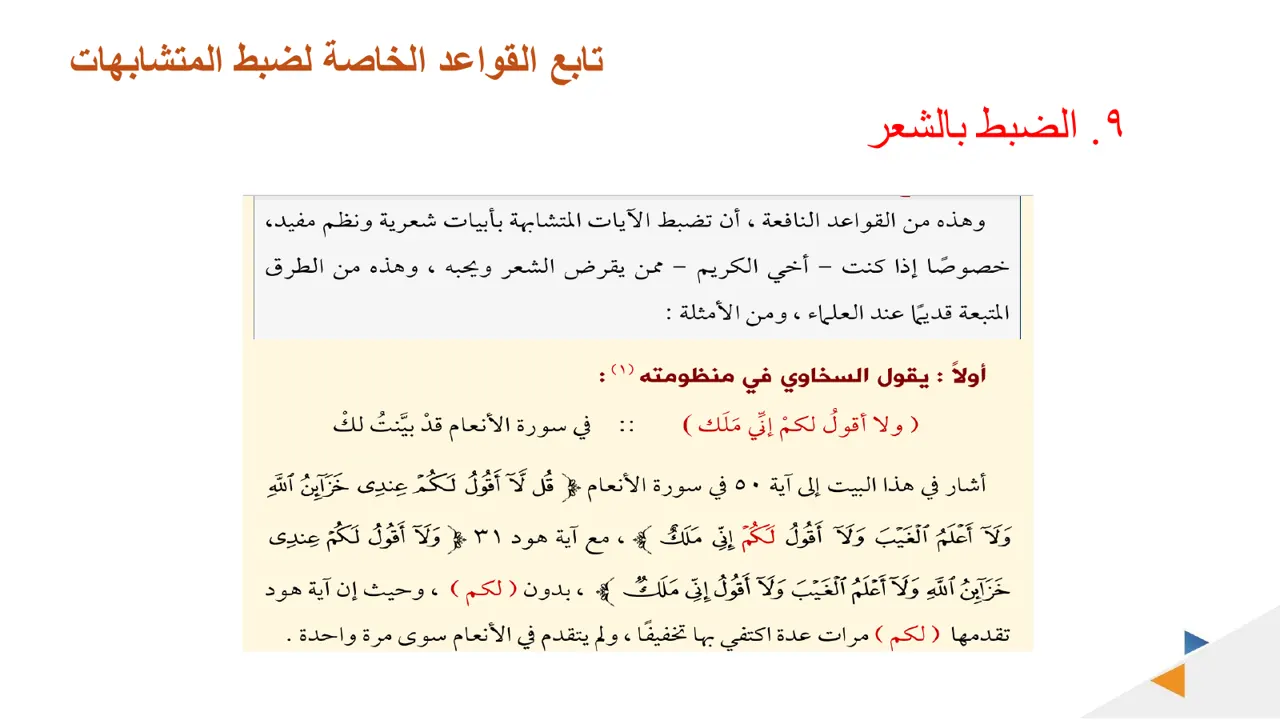 تابع القواعد الخاصة لضبط المتشابهات
٩. الضبط بالشعر
وهذه من القواعد النافعة ، أن تضبط الآيات المتشابهة بأبيات شعرية ونظم مفيد،
خصوصًا إذا كنت – أخي الكريم – ممن يقرض الشعر ويحبه ، وهذه من الطرق
المتبعة قديمًا عند العلماء ، ومن الأمثلة :
أولاً : يقول السخاوي في منظومته (١) :
( ولا أقولُ لكمْ إنِّي مَلَك ) :: في سورة الأنعام قدْ بيَّنتُ لكْ
أشار في هذا البيت إلى آية ٥٠ في سورة الأنعام ﴿ قُل لَّآ أَقُولُ لَكُمْ عِندِى خَزَآئِنُ ٱللَّهِ
وَلَآ أَعْلَمُ ٱلْغَيْبَ وَلَآ أَقُولُ لَكُمْ إِنِّى مَلَكٌ ﴾ ، مع آية هود ٣١ ﴿ وَلَآ أَقُولُ لَكُمْ عِندِى
خَزَآئِنُ ٱللَّهِ وَلَآ أَعْلَمُ ٱلْغَيْبَ وَلَآ أَقُولُ إِنِّى مَلَكٌ ﴾ ، بدون ( لكم ) ، وحيث إن آية هود
تقدمها ( لكم ) مرات عدة اكتفي بها تخفيفًا ، ولم يتقدم في الأنعام سوى مرة واحدة .